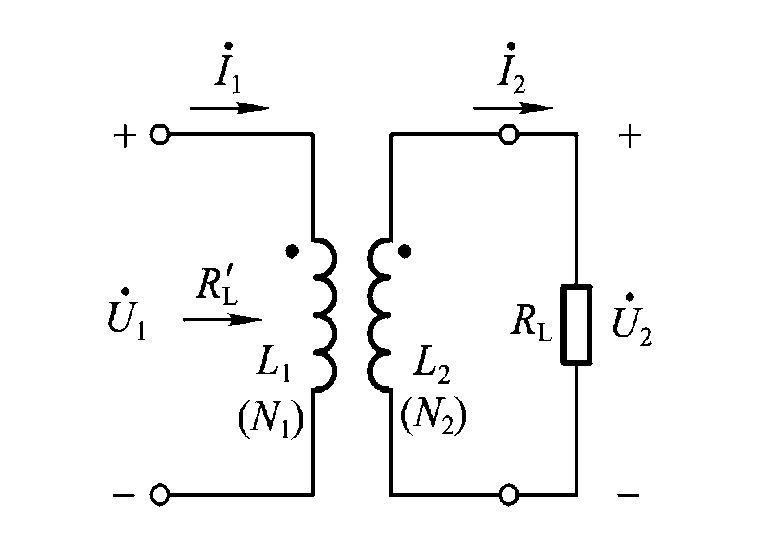 İ₁ İ₂
+ +
U̇₁ R′L RL U̇₂
L₁ L₂
(N₁) (N₂)
− −